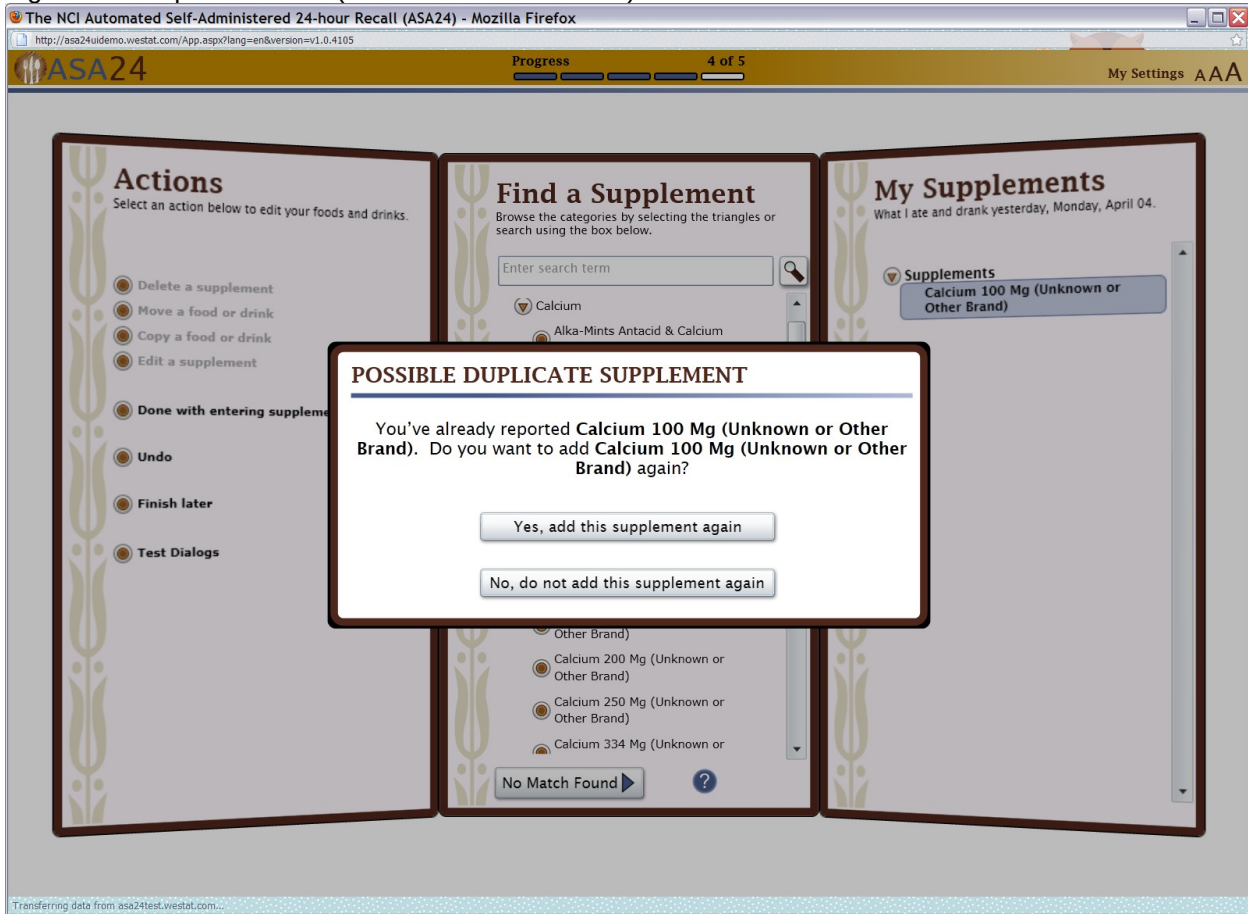 The NCI Automated Self-Administered 24-hour Recall (ASA24) - Mozilla Firefox
http://asa24uidemo.westat.com/App.aspx?lang=en&version=v1.0.4105
ASA24
Progress 4 of 5
My Settings A A A
Actions
Select an action below to edit your foods and drinks.
Delete a supplement
Move a food or drink
Copy a food or drink
Edit a supplement
Done with entering suppleme
Undo
Finish later
Test Dialogs
Find a Supplement
Browse the categories by selecting the triangles or
search using the box below.
Enter search term
Calcium
Alka-Mints Antacid & Calcium
POSSIBLE DUPLICATE SUPPLEMENT
You've already reported Calcium 100 Mg (Unknown or Other
Brand). Do you want to add Calcium 100 Mg (Unknown or Other
Brand) again?
Yes, add this supplement again
No, do not add this supplement again
Other Brand)
Calcium 200 Mg (Unknown or
Other Brand)
Calcium 250 Mg (Unknown or
Other Brand)
Calcium 334 Mg (Unknown or
No Match Found
?
My Supplements
What I ate and drank yesterday, Monday, April 04.
Supplements
Calcium 100 Mg (Unknown or
Other Brand)
Transferring data from asa24test.westat.com...